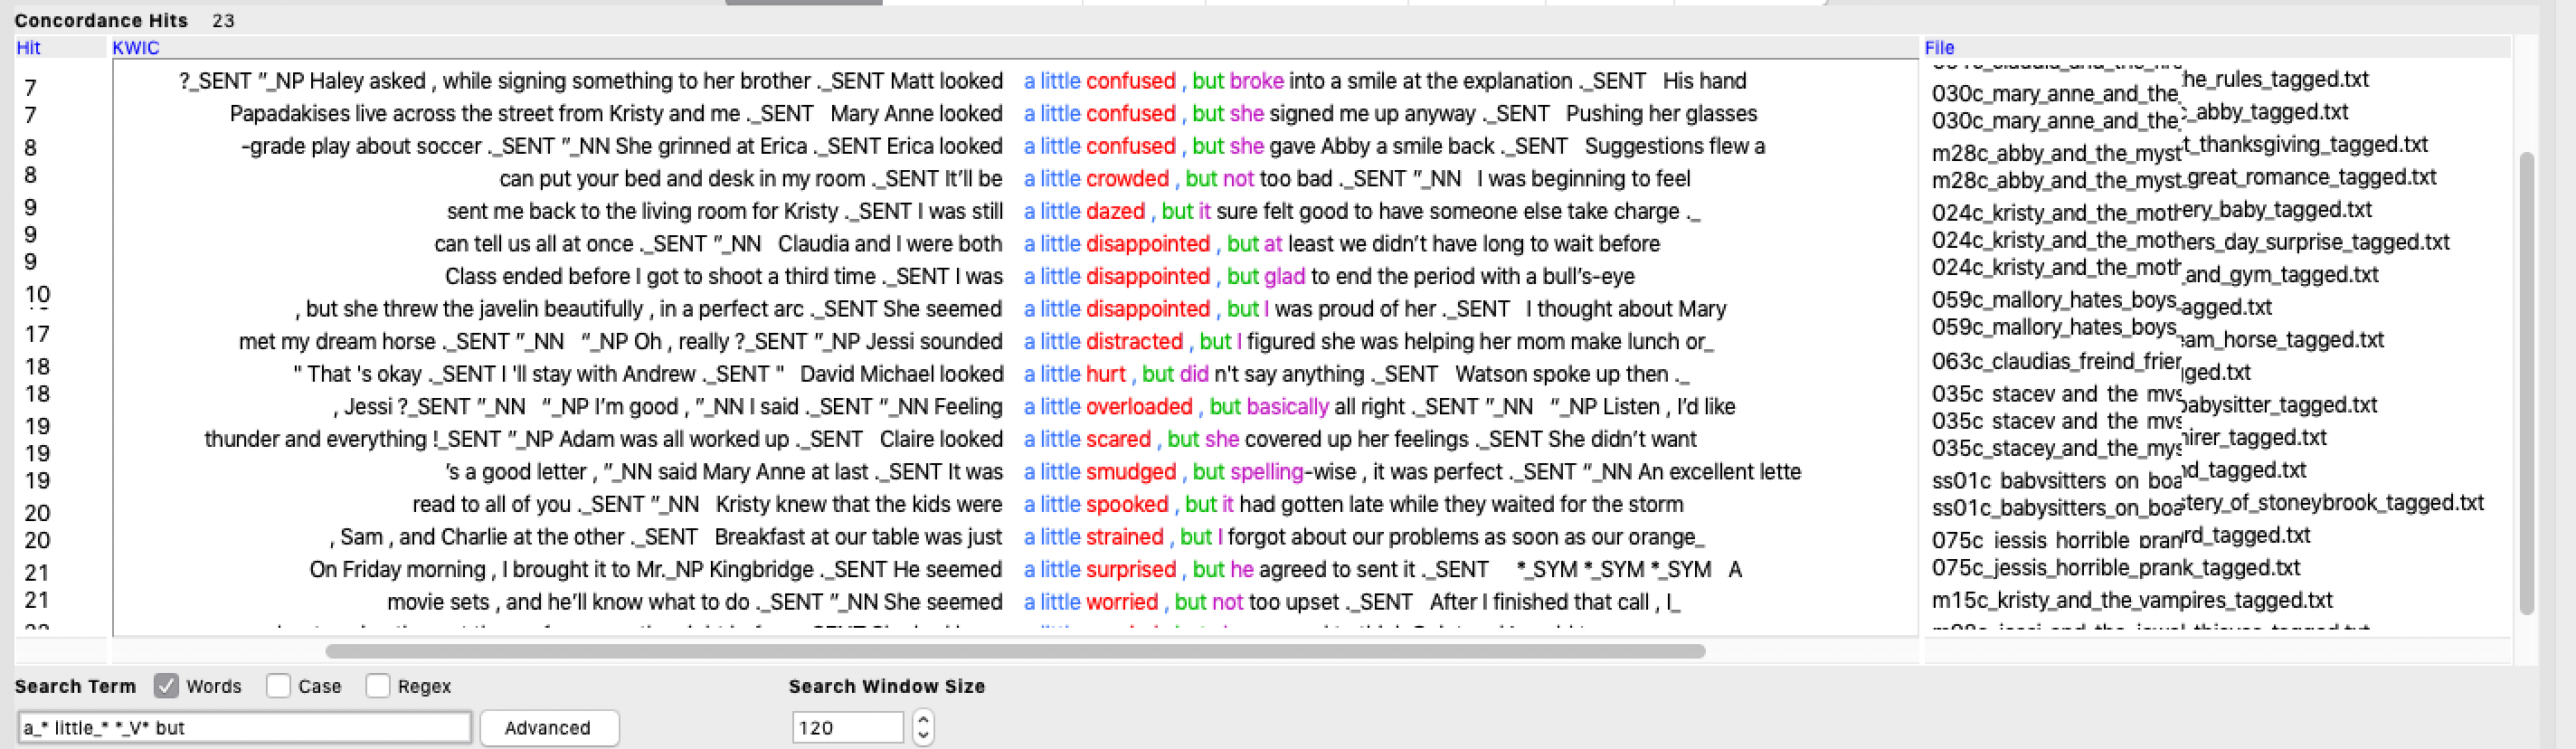 Concordance Hits 23
Hit KWIC File
7 ?_SENT "_NP Haley asked , while signing something to her brother ._SENT Matt looked a little confused , but broke into a smile at the explanation ._SENT His hand he_rules_tagged.txt
030c_mary_anne_and_the
7 Papadakises live across the street from Kristy and me ._SENT Mary Anne looked a little confused , but she signed me up anyway ._SENT Pushing her glasses _abby_tagged.txt
030c_mary_anne_and_the
8 -grade play about soccer ._SENT "_NN She grinned at Erica ._SENT Erica looked a little confused , but she gave Abby a smile back ._SENT Suggestions flew a t_thanksgiving_tagged.txt
m28c_abby_and_the_myst
8 can put your bed and desk in my room ._SENT It'll be a little crowded , but not too bad ._SENT "_NN I was beginning to feel m28c_abby_and_the_myst great_romance_tagged.txt
9 sent me back to the living room for Kristy ._SENT I was still a little dazed , but it sure felt good to have someone else take charge ._ 024c_kristy_and_the_moth ery_baby_tagged.txt
9 can tell us all at once ._SENT "_NN Claudia and I were both a little disappointed , but at least we didn't have long to wait before 024c_kristy_and_the_moth ers_day_surprise_tagged.txt
9 Class ended before I got to shoot a third time ._SENT I was a little disappointed , but glad to end the period with a bull's-eye 024c_kristy_and_the_moth _and_gym_tagged.txt
10 , but she threw the javelin beautifully , in a perfect arc ._SENT She seemed a little disappointed , but I was proud of her ._SENT I thought about Mary 059c_mallory_hates_boys agged.txt
17 met my dream horse ._SENT "_NN "_NP Oh , really ?_SENT "_NP Jessi sounded a little distracted , but I figured she was helping her mom make lunch or_ 059c_mallory_hates_boys am_horse_tagged.txt
18 " That 's okay ._SENT I 'll stay with Andrew ._SENT " David Michael looked a little hurt , but did n't say anything ._SENT Watson spoke up then ._ 063c_claudias_freind_frier gged.txt
18 , Jessi ?_SENT "_NN "_NP I'm good , "_NN I said ._SENT "_NN Feeling a little overloaded , but basically all right ._SENT "_NN "_NP Listen , I'd like 035c_stacey_and_the_mys babysitter_tagged.txt
19 thunder and everything !_SENT "_NP Adam was all worked up ._SENT Claire looked a little scared , but she covered up her feelings ._SENT She didn't want 035c_stacey_and_the_mys irer_tagged.txt
19 's a good letter , "_NN said Mary Anne at last ._SENT It was a little smudged , but spelling-wise , it was perfect ._SENT "_NN An excellent lette 035c_stacey_and_the_mys d_tagged.txt
19 read to all of you ._SENT "_NN Kristy knew that the kids were a little spooked , but it had gotten late while they waited for the storm ss01c_babysitters_on_boa tery_of_stoneybrook_tagged.txt
20 , Sam , and Charlie at the other ._SENT Breakfast at our table was just a little strained , but I forgot about our problems as soon as our orange_ ss01c_babysitters_on_boa rd_tagged.txt
20 On Friday morning , I brought it to Mr._NP Kingbridge ._SENT He seemed a little surprised , but he agreed to sent it ._SENT *_SYM *_SYM *_SYM A 075c_jessis_horrible_prank_tagged.txt
21 movie sets , and he'll know what to do ._SENT "_NN She seemed a little worried , but not too upset ._SENT After I finished that call , I_ 075c_jessis_horrible_prank_tagged.txt
21 m15c_kristy_and_the_vampires_tagged.txt
Search Term Words Case Regex Search Window Size
a_* little_* *_V* but Advanced 120